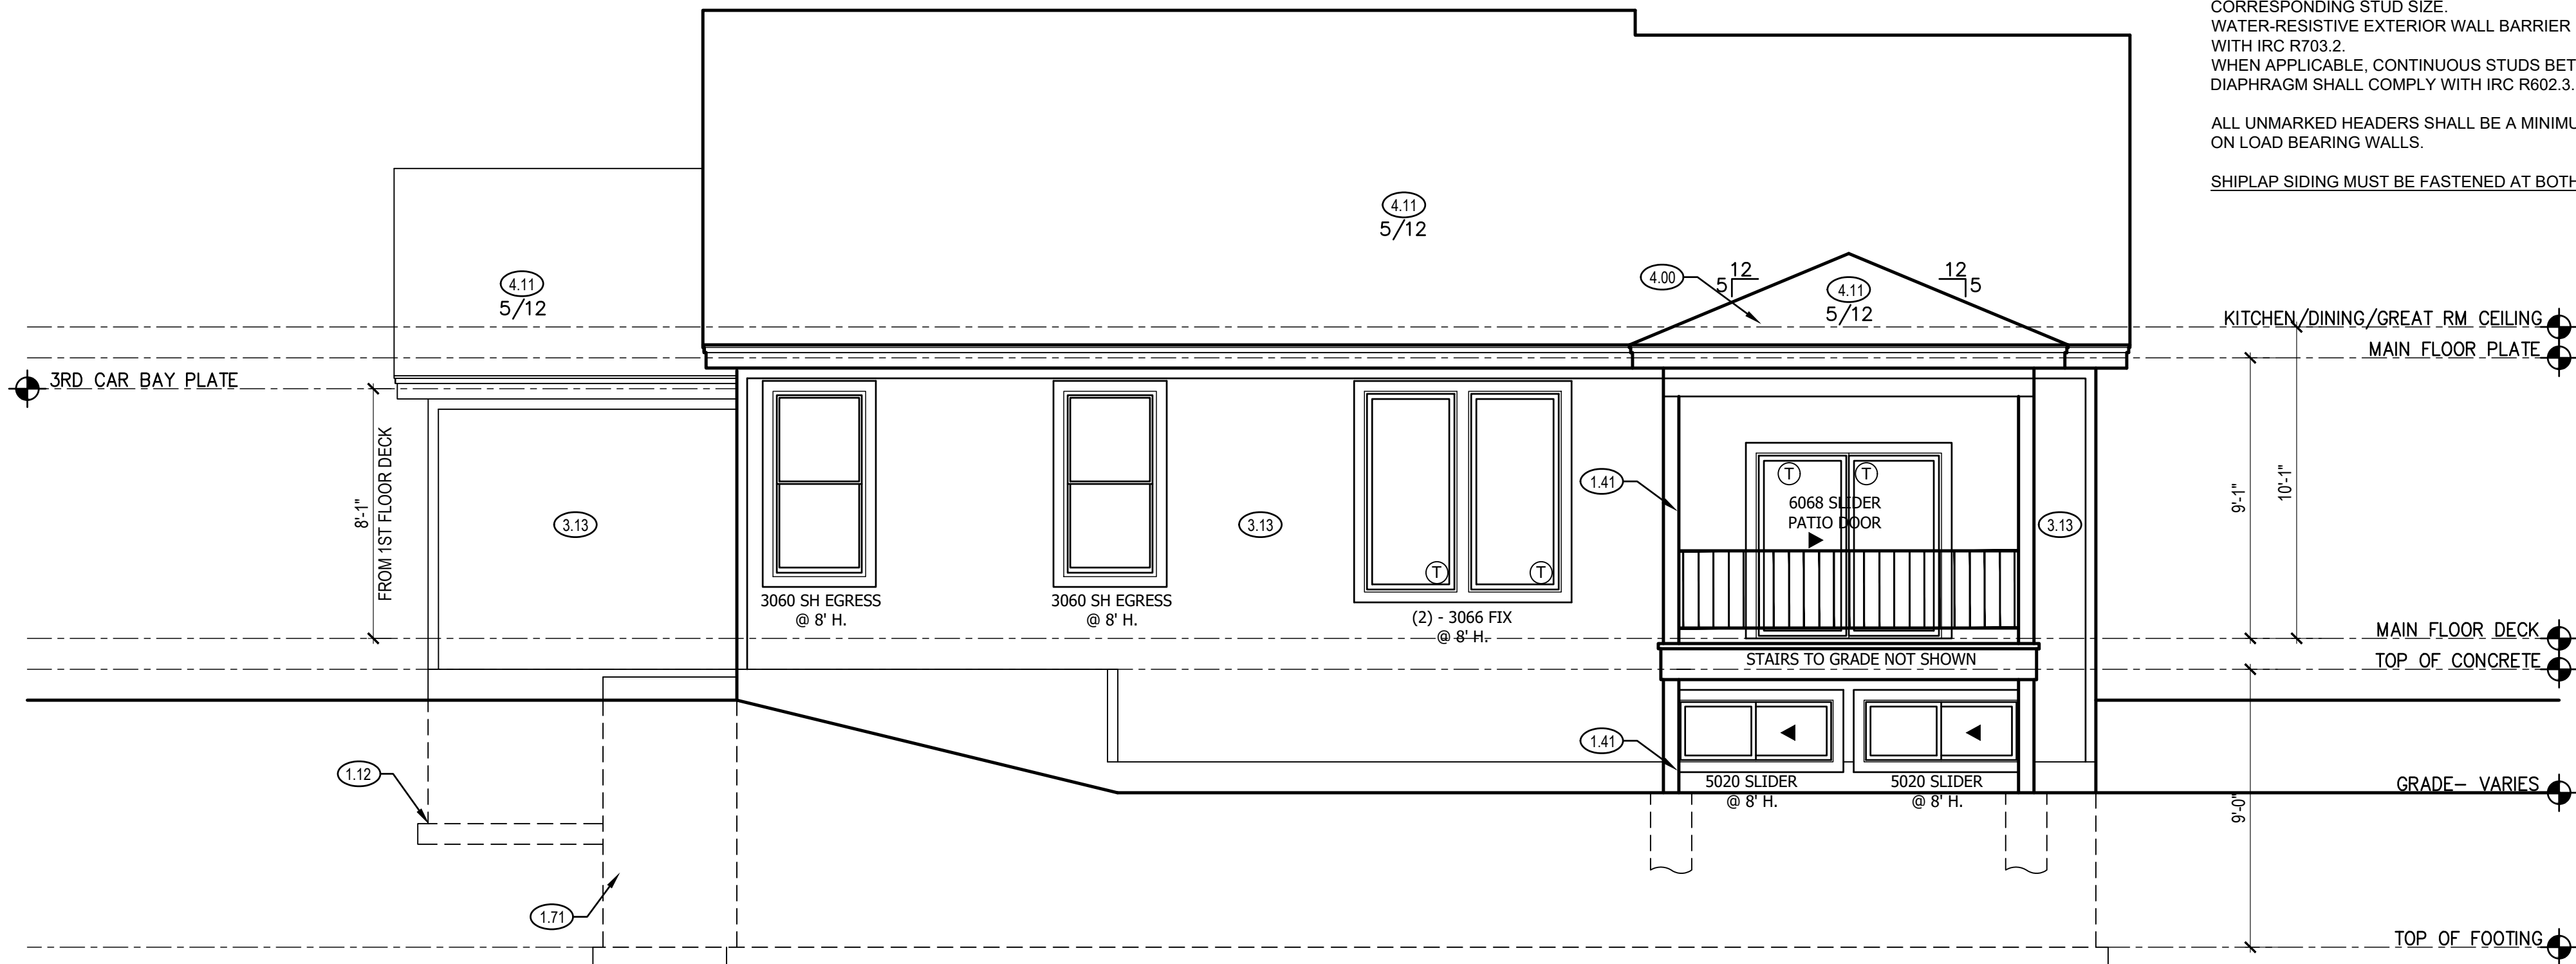 CORRESPONDING STUD SIZE.
WATER-RESISTIVE EXTERIOR WALL BARRIER
WITH IRC R703.2.
WHEN APPLICABLE, CONTINUOUS STUDS BET
DIAPHRAGM SHALL COMPLY WITH IRC R602.3.
ALL UNMARKED HEADERS SHALL BE A MINIMU
ON LOAD BEARING WALLS.
SHIPLAP SIDING MUST BE FASTENED AT BOTH
4.11
5/12
4.11
5/12
4.00
12
5
12
5
4.11
5/12
KITCHEN/DINING/GREAT RM CEILING
MAIN FLOOR PLATE
3RD CAR BAY PLATE
8'-1"
FROM 1ST FLOOR DECK
3.13
3060 SH EGRESS
@ 8' H.
3060 SH EGRESS
@ 8' H.
3.13
T
T
(2) - 3066 FIX
@ 8' H.
1.41
T
T
6068 SLIDER
PATIO DOOR
3.13
9'-1"
10'-1"
MAIN FLOOR DECK
TOP OF CONCRETE
STAIRS TO GRADE NOT SHOWN
1.41
5020 SLIDER
@ 8' H.
5020 SLIDER
@ 8' H.
GRADE- VARIES
9'-0"
1.12
1.71
TOP OF FOOTING